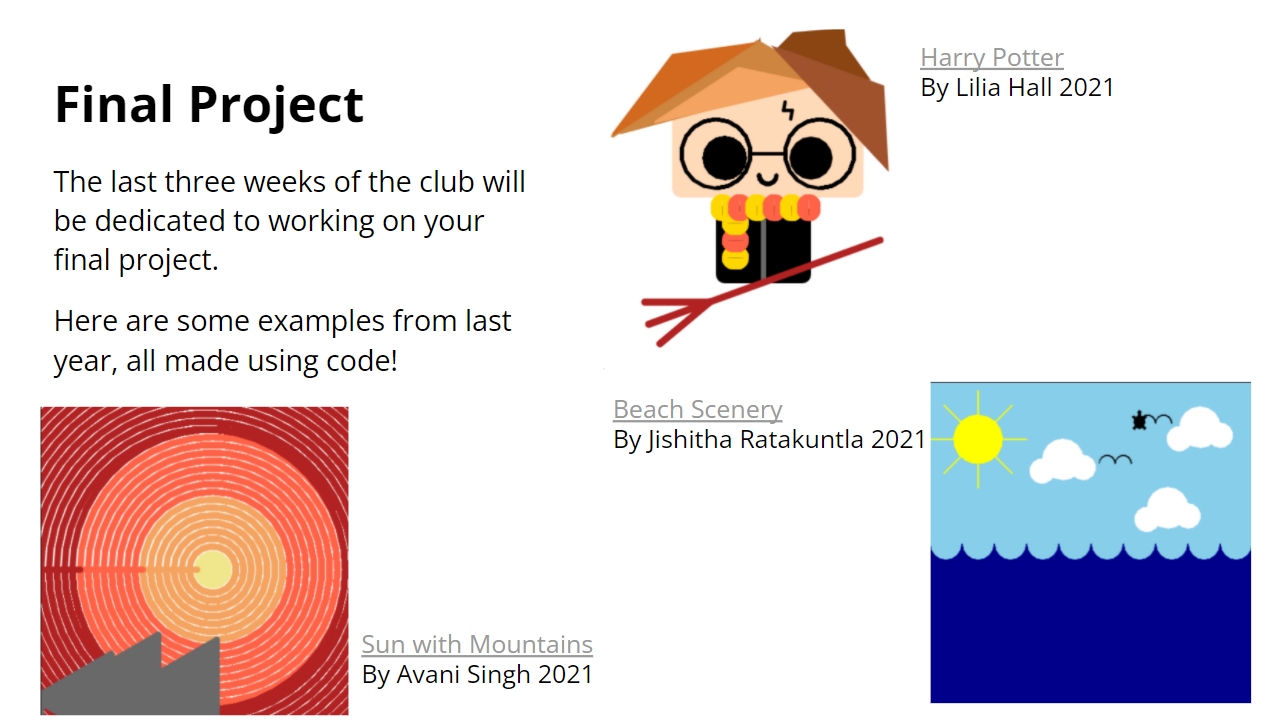 Final Project
The last three weeks of the club will
be dedicated to working on your
final project.
Here are some examples from last
year, all made using code!
Harry Potter
By Lilia Hall 2021
Beach Scenery
By Jishitha Ratakuntla 2021
Sun with Mountains
By Avani Singh 2021